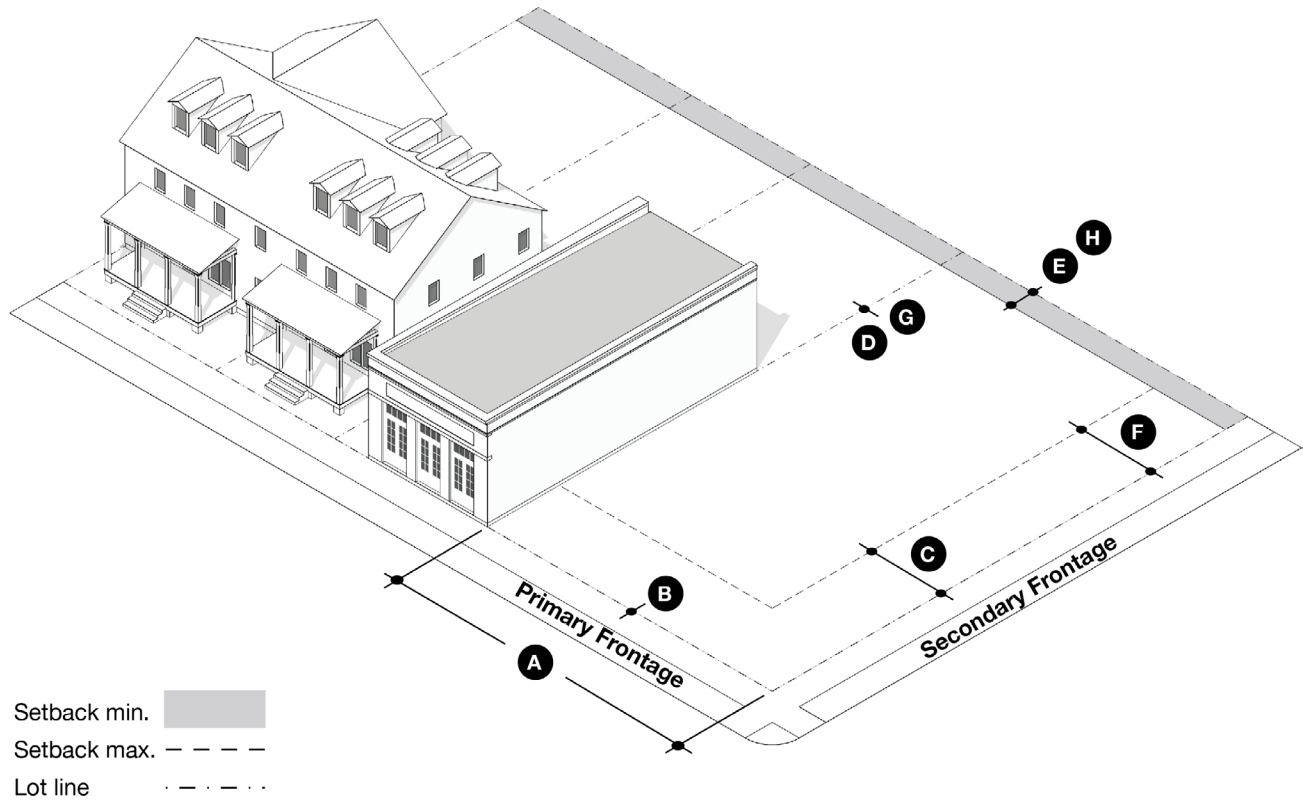 H
E
G
D
F
C
B
Primary Frontage
Secondary Frontage
A
Setback min.
Setback max.
Lot line